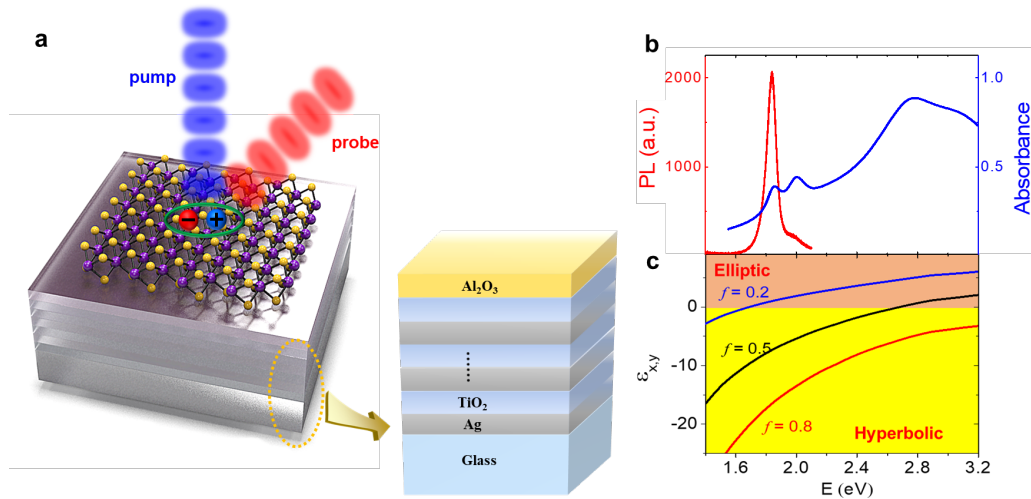 a
pump
probe
− +
Al₂O₃
TiO₂
Ag
Glass
b
PL (a.u.)
2000
1000
0
1.0
0.5
Absorbance
c
Elliptic
f = 0.2
f = 0.5
f = 0.8
Hyperbolic
εx,y
0
-10
-20
1.6 2.0 2.4 2.8 3.2
E (eV)